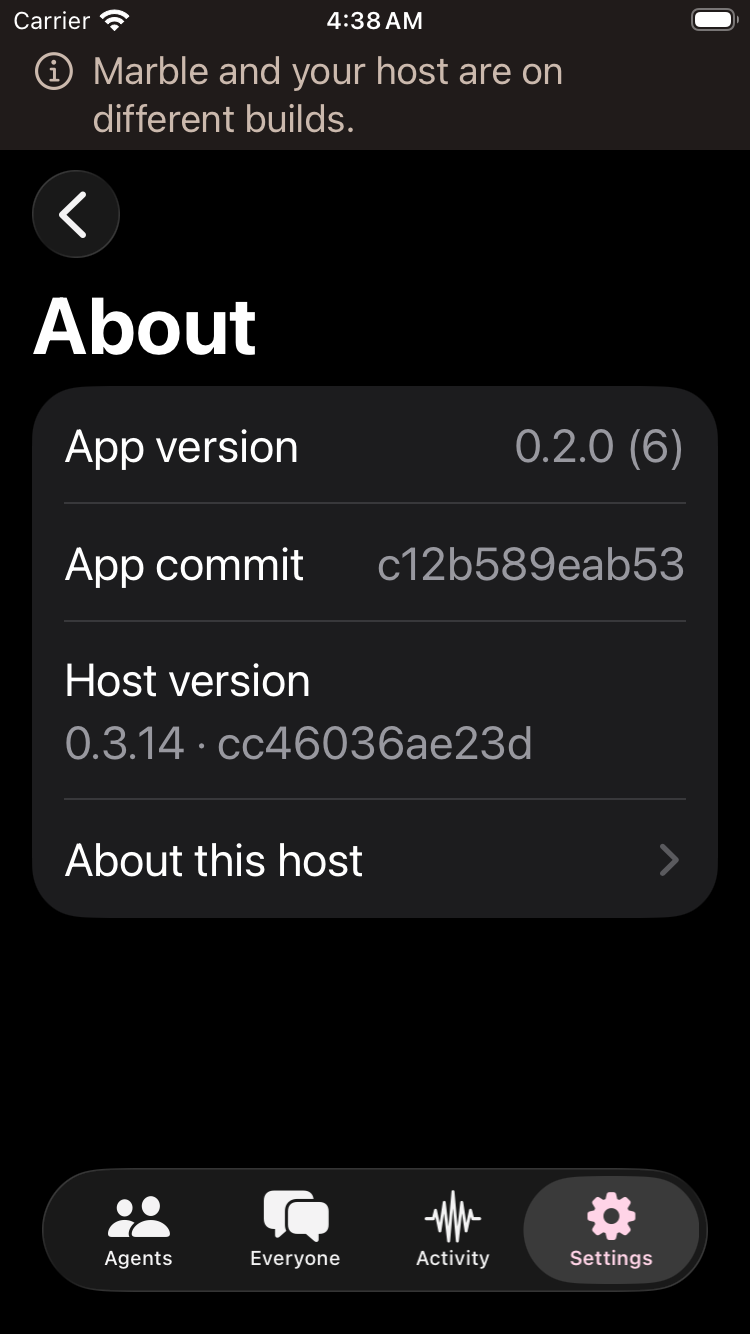 Carrier 4:38 AM
Marble and your host are on
different builds.
About
App version 0.2.0 (6)
App commit c12b589eab53
Host version
0.3.14 · cc46036ae23d
About this host
Agents Everyone Activity Settings